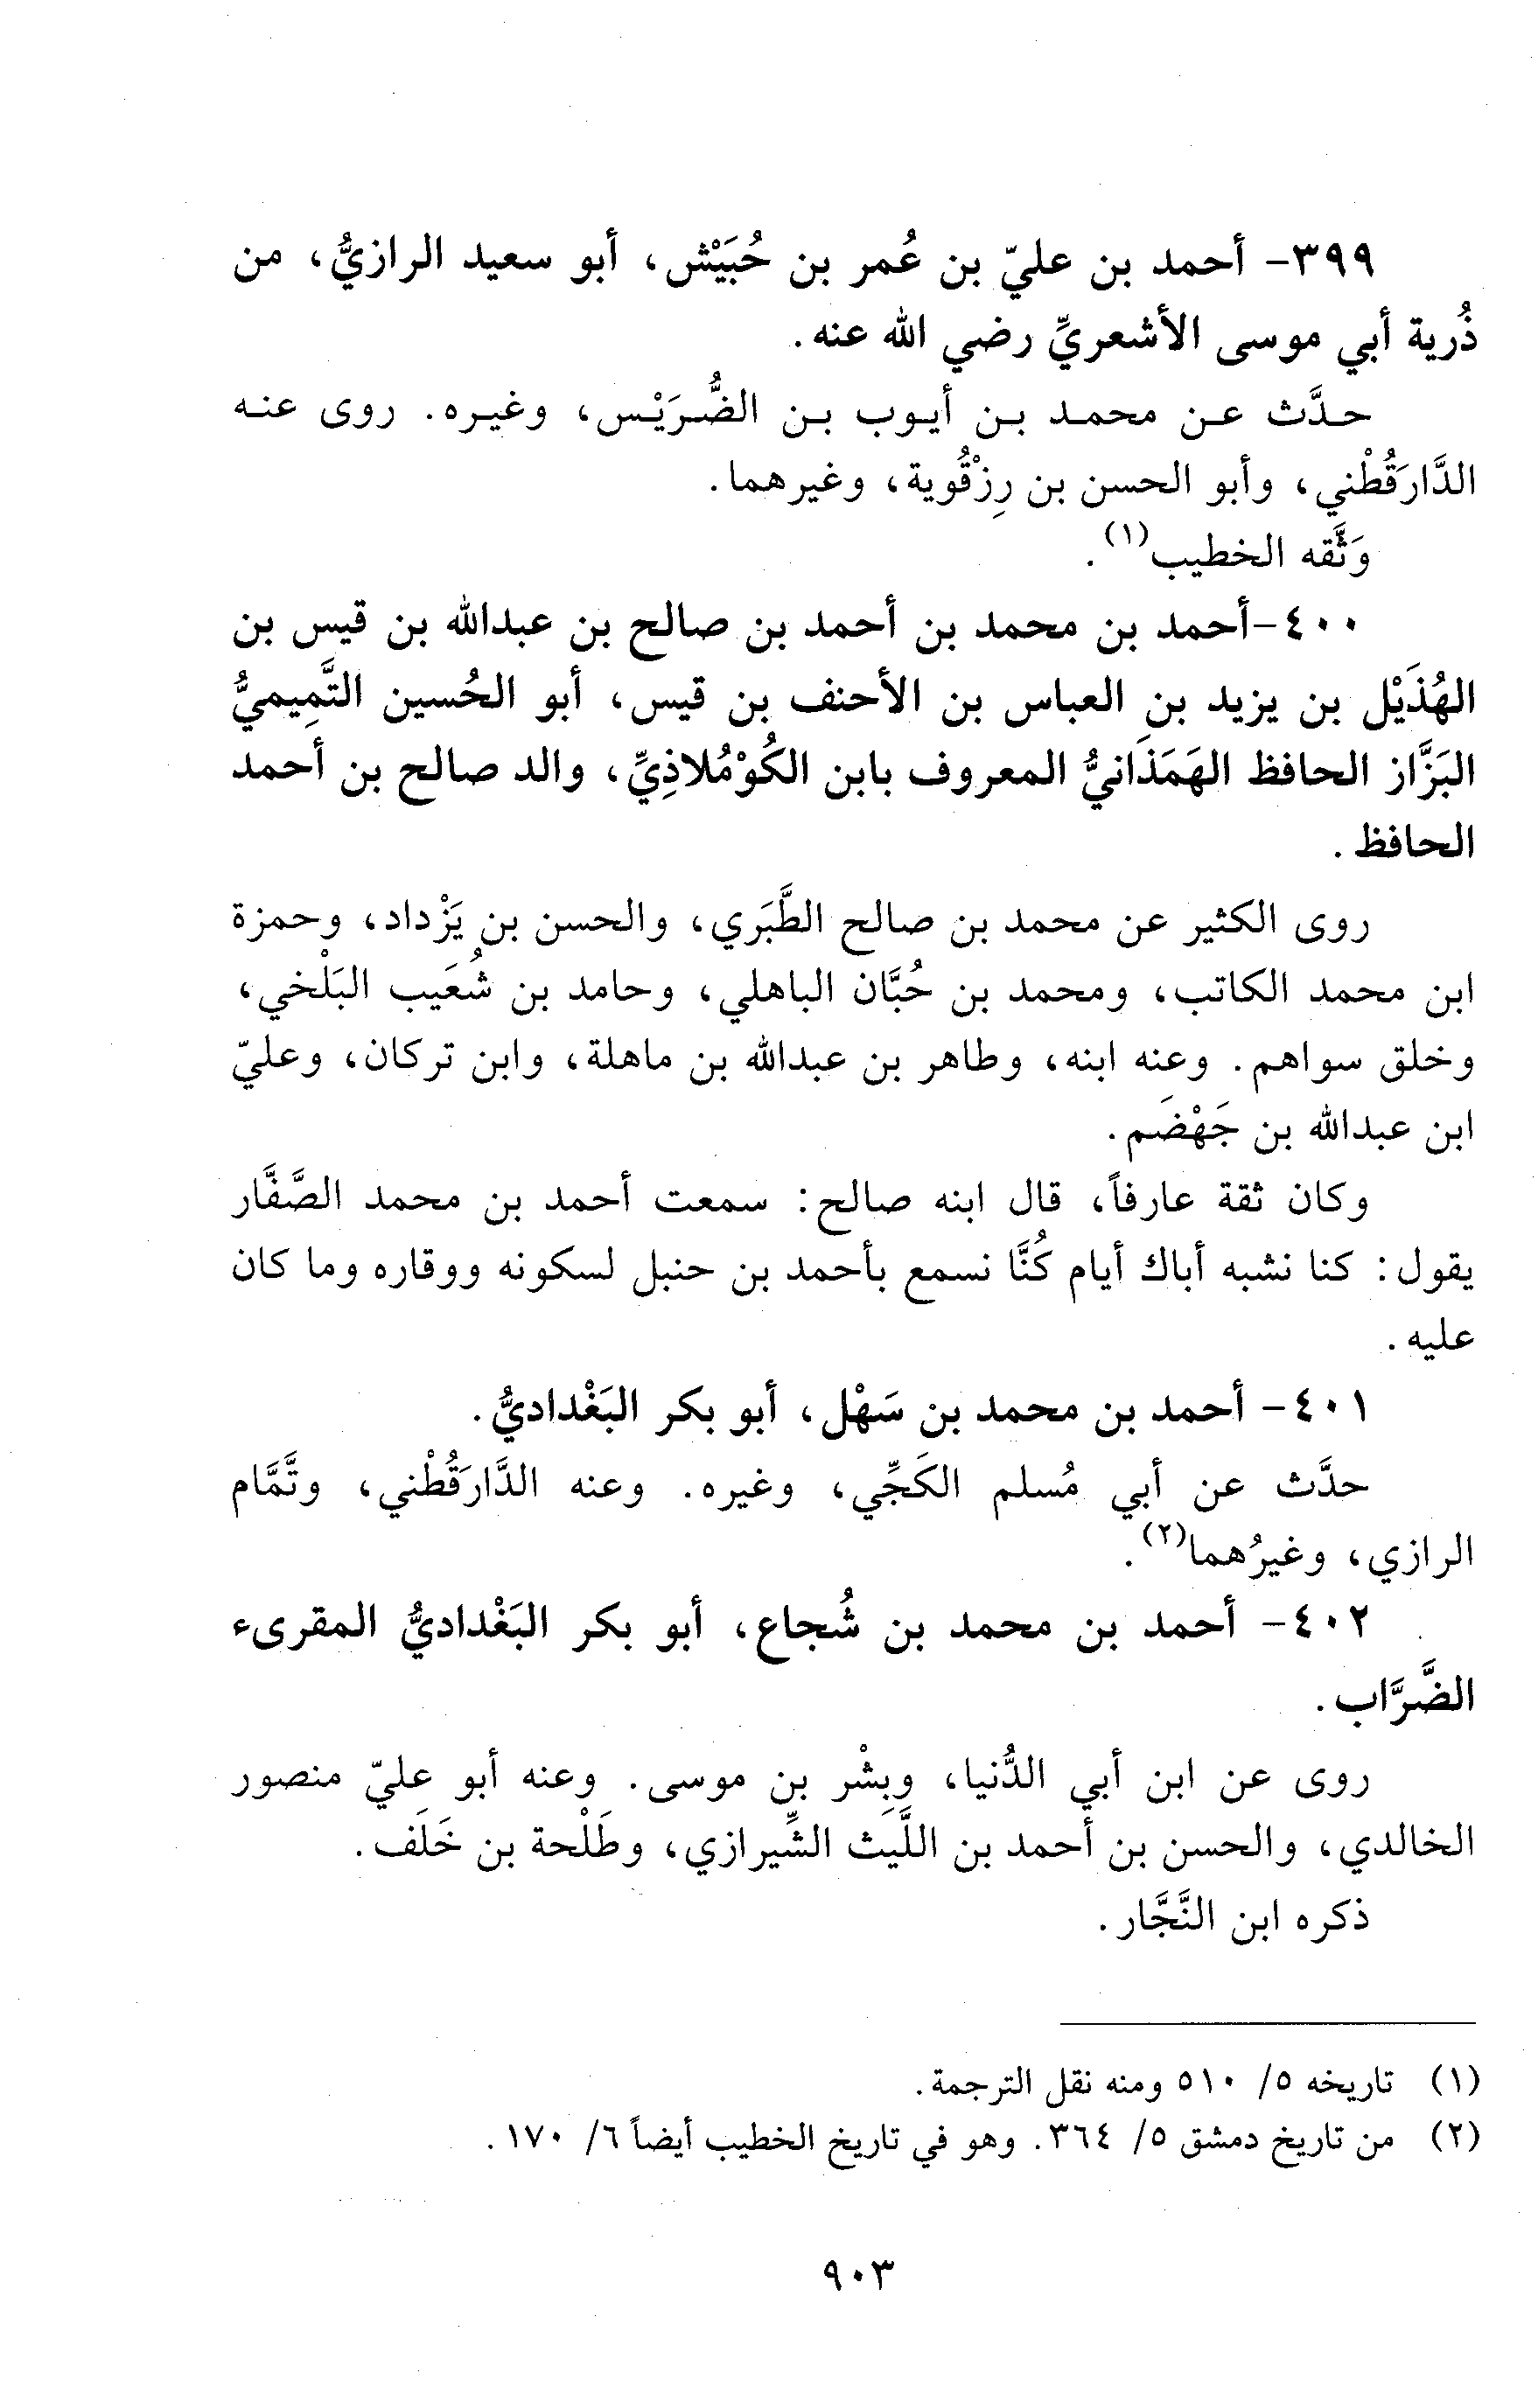 ٣٩٩- أحمد بن عليّ بن عُمر بن حُبَيْش، أبو سعيد الرازيُّ، من
ذُرية أبي موسى الأشعريِّ رضي الله عنه.
حدَّث عن محمد بن أيوب بن الضُّرَيْس، وغيره. روى عنه
الدَّارَقُطْني، وأبو الحسن بن رِزْقُوية، وغيرهما.
وَثَّقه الخطيب(١).
٤٠٠-أحمد بن محمد بن أحمد بن صالح بن عبدالله بن قيس بن
الهُذَيْل بن يزيد بن العباس بن الأحنف بن قيس، أبو الحُسين التَّمِيميُّ
البَزَّاز الحافظ الهَمَذَانيُّ المعروف بابن الكُوْمُلاذِيِّ، والد صالح بن أحمد
الحافظ.
روى الكثير عن محمد بن صالح الطَّبَري، والحسن بن يَزْداد، وحمزة
ابن محمد الكاتب، ومحمد بن حُبَّان الباهلي، وحامد بن شُعَيب البَلْخي،
وخلق سواهم. وعنه ابنه، وطاهر بن عبدالله بن ماهلة، وابن تركان، وعليّ
ابن عبدالله بن جَهْضَم.
وكان ثقة عارفاً، قال ابنه صالح: سمعت أحمد بن محمد الصَّفَّار
يقول: كنا نشبه أباك أيام كُنَّا نسمع بأحمد بن حنبل لسكونه ووقاره وما كان
عليه.
٤٠١- أحمد بن محمد بن سَهْل، أبو بكر البَغْداديُّ.
حدَّث عن أبي مُسلم الكَجِّي، وغيره. وعنه الدَّارَقُطْني، وتَّمَّام
الرازي، وغيرُهما(٢).
٤٠٢- أحمد بن محمد بن شُجاع، أبو بكر البَغْداديُّ المقرىء
الضَّرَّاب.
روى عن ابن أبي الدُّنيا، وبِشْر بن موسى. وعنه أبو عليّ منصور
الخالدي، والحسن بن أحمد بن اللَّيث الشِّيرازي، وطَلْحة بن خَلَف.
ذكره ابن النَّجَّار.
(١) تاريخه ٥/ ٥١٠ ومنه نقل الترجمة.
(٢) من تاريخ دمشق ٥/ ٣٦٤. وهو في تاريخ الخطيب أيضاً ٦/ ١٧٠.
٩٠٣